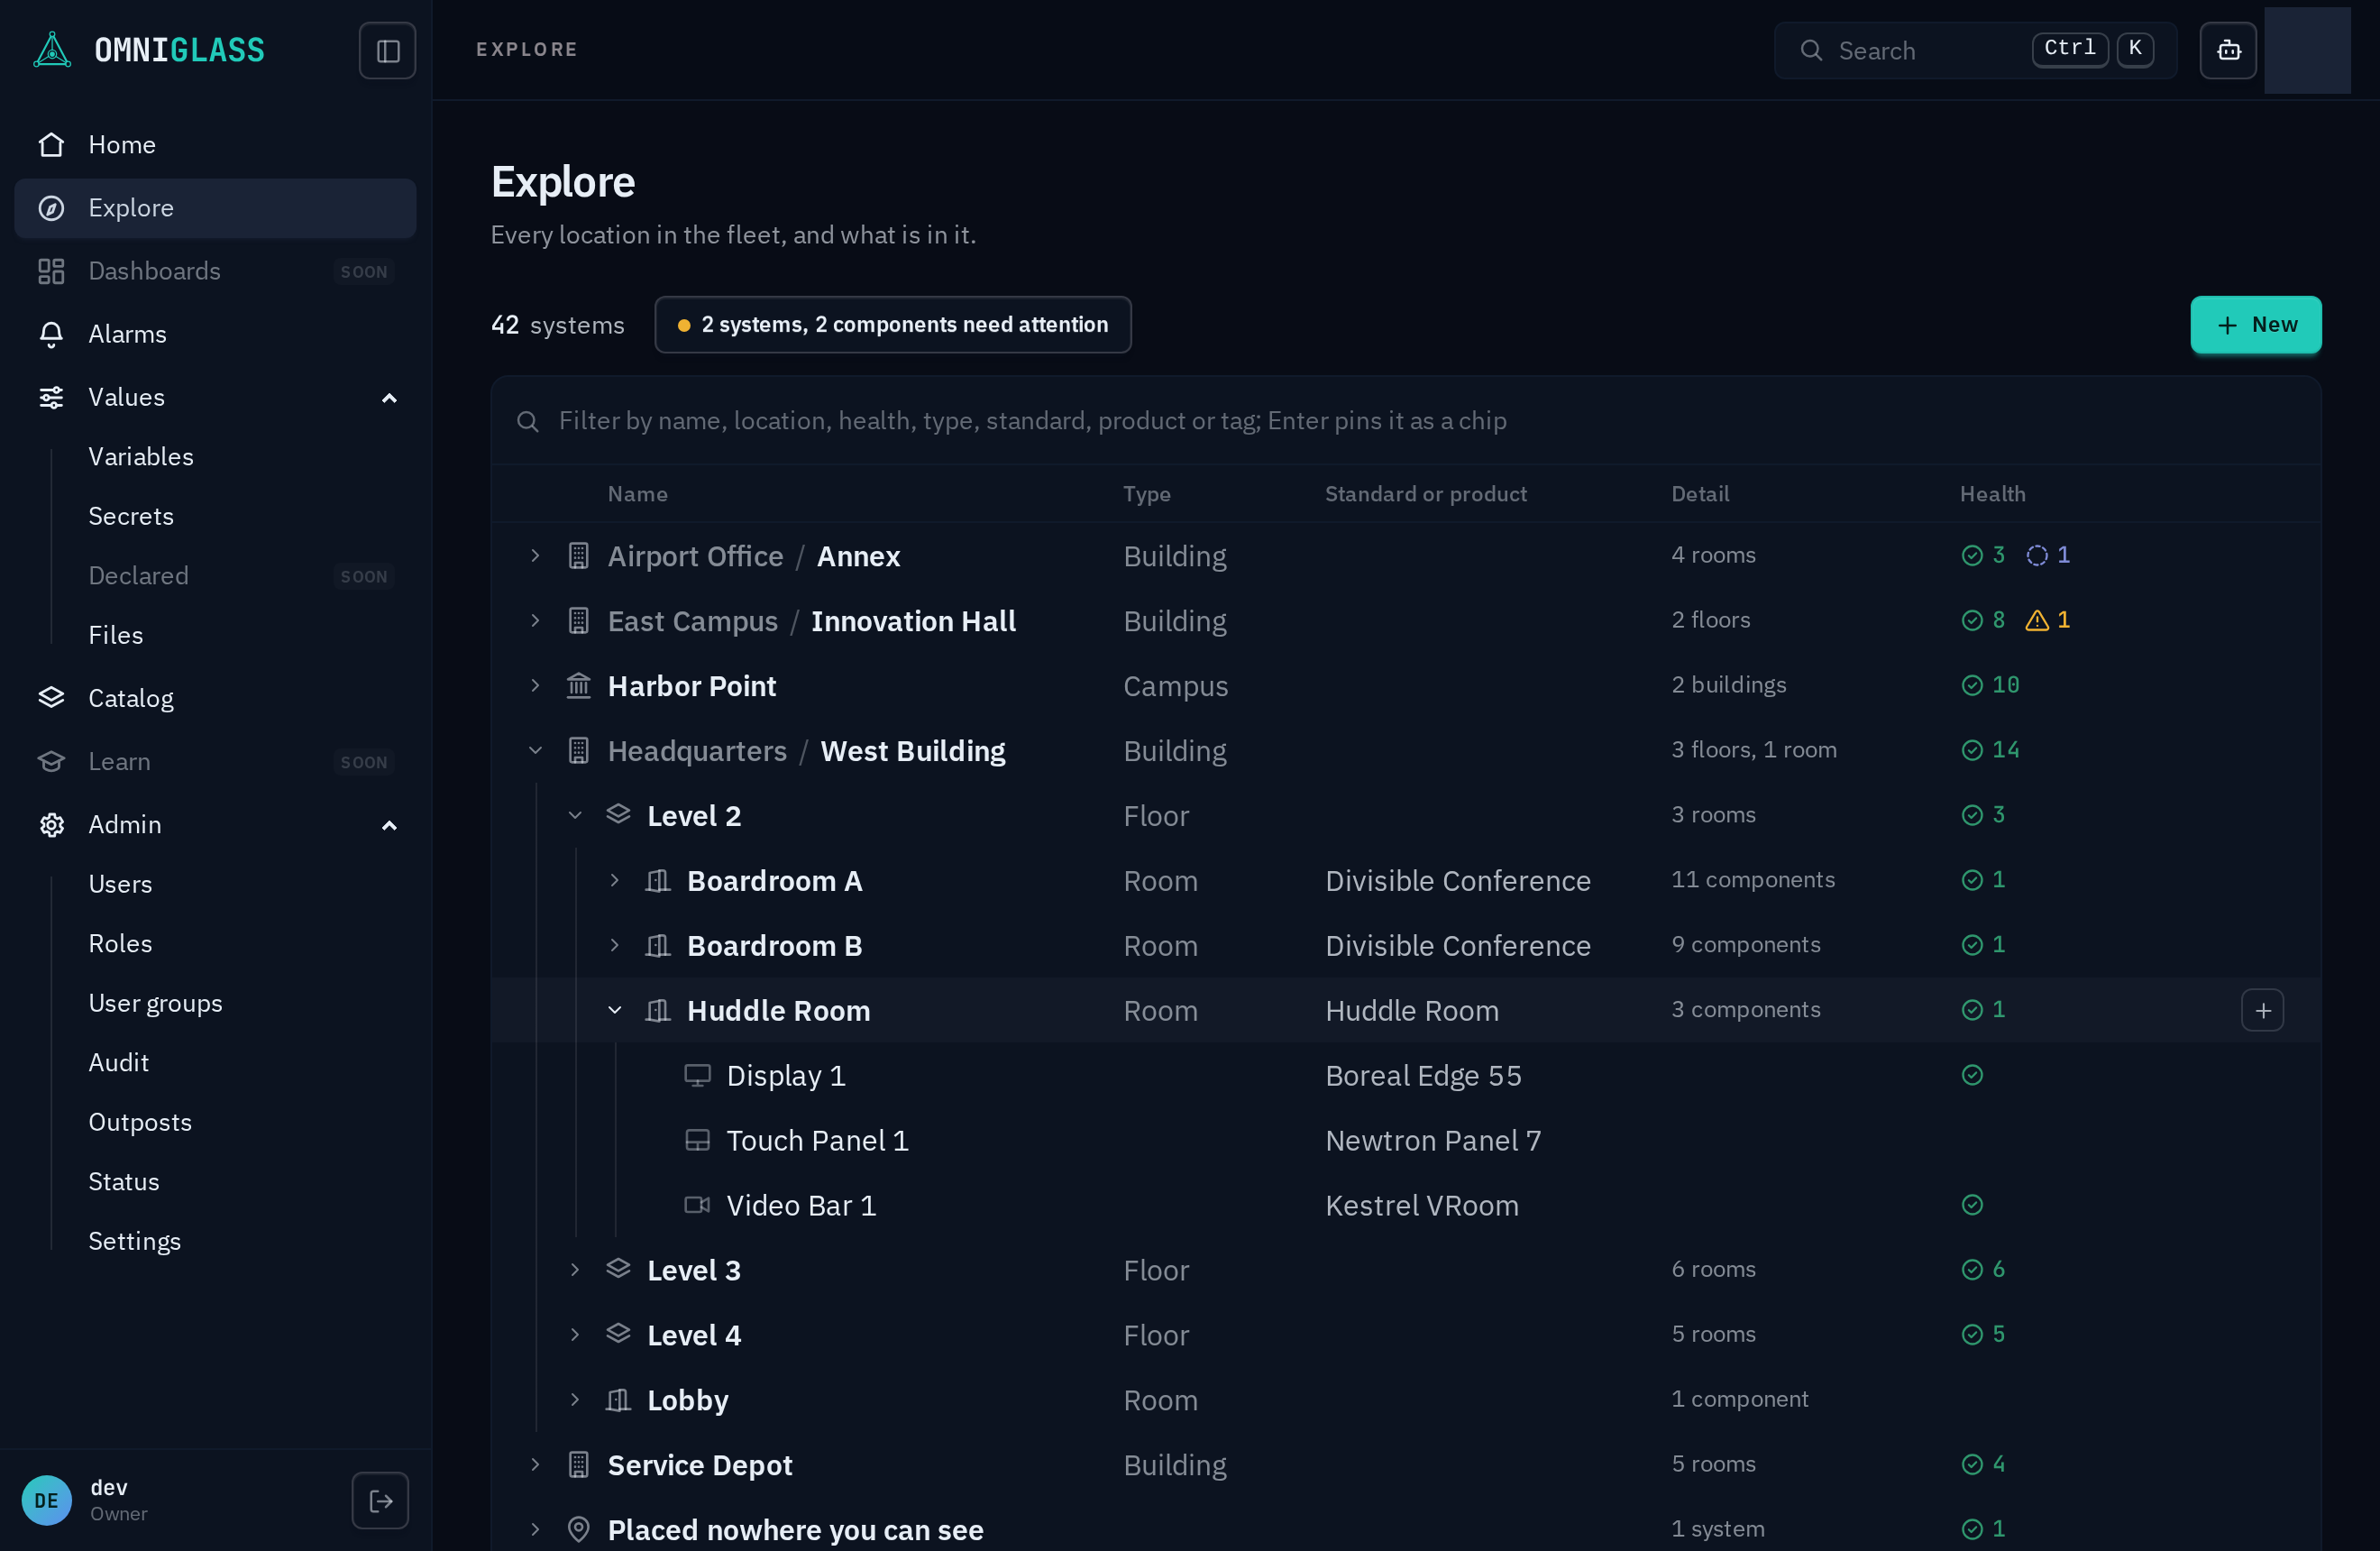 OMNIGLASS
EXPLORE
Search Ctrl K
Home
Explore
Dashboards SOON
Alarms
Values
Variables
Secrets
Declared SOON
Files
Catalog
Learn SOON
Admin
Users
Roles
User groups
Audit
Outposts
Status
Settings
DE dev
Owner
Explore
Every location in the fleet, and what is in it.
42 systems 2 systems, 2 components need attention
New
Filter by name, location, health, type, standard, product or tag; Enter pins it as a chip
Name Type Standard or product Detail Health
Airport Office / Annex Building 4 rooms 3 1
East Campus / Innovation Hall Building 2 floors 8 1
Harbor Point Campus 2 buildings 10
Headquarters / West Building Building 3 floors, 1 room 14
Level 2 Floor 3 rooms 3
Boardroom A Room Divisible Conference 11 components 1
Boardroom B Room Divisible Conference 9 components 1
Huddle Room Room Huddle Room 3 components 1
Display 1 Boreal Edge 55
Touch Panel 1 Newtron Panel 7
Video Bar 1 Kestrel VRoom
Level 3 Floor 6 rooms 6
Level 4 Floor 5 rooms 5
Lobby Room 1 component
Service Depot Building 5 rooms 4
Placed nowhere you can see 1 system 1